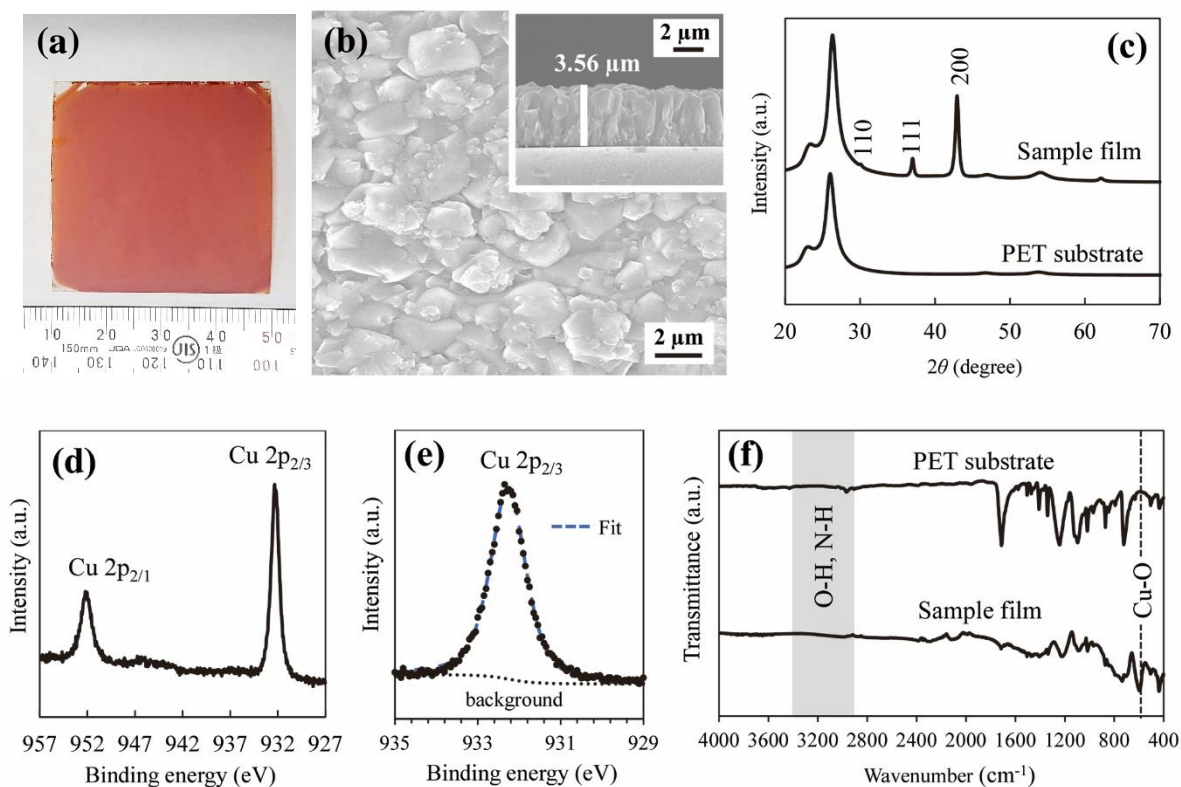 (a)
10 20 30 40 50
150mm JQA JIS 1級
140 130 120 110 100
(b)
2 µm
3.56 µm
2 µm
(c)
Intensity (a.u.)
110
111
200
Sample film
PET substrate
20 30 40 50 60 70
2θ (degree)
(d)
Intensity (a.u.)
Cu 2p2/3
Cu 2p2/1
957 952 947 942 937 932 927
Binding energy (eV)
(e)
Intensity (a.u.)
Cu 2p2/3
Fit
background
935 933 931 929
Binding energy (eV)
(f)
Transmittance (a.u.)
PET substrate
O-H, N-H
Sample film
Cu-O
4000 3600 2800 2000 1600 1200 800 400
Wavenumber (cm-1)